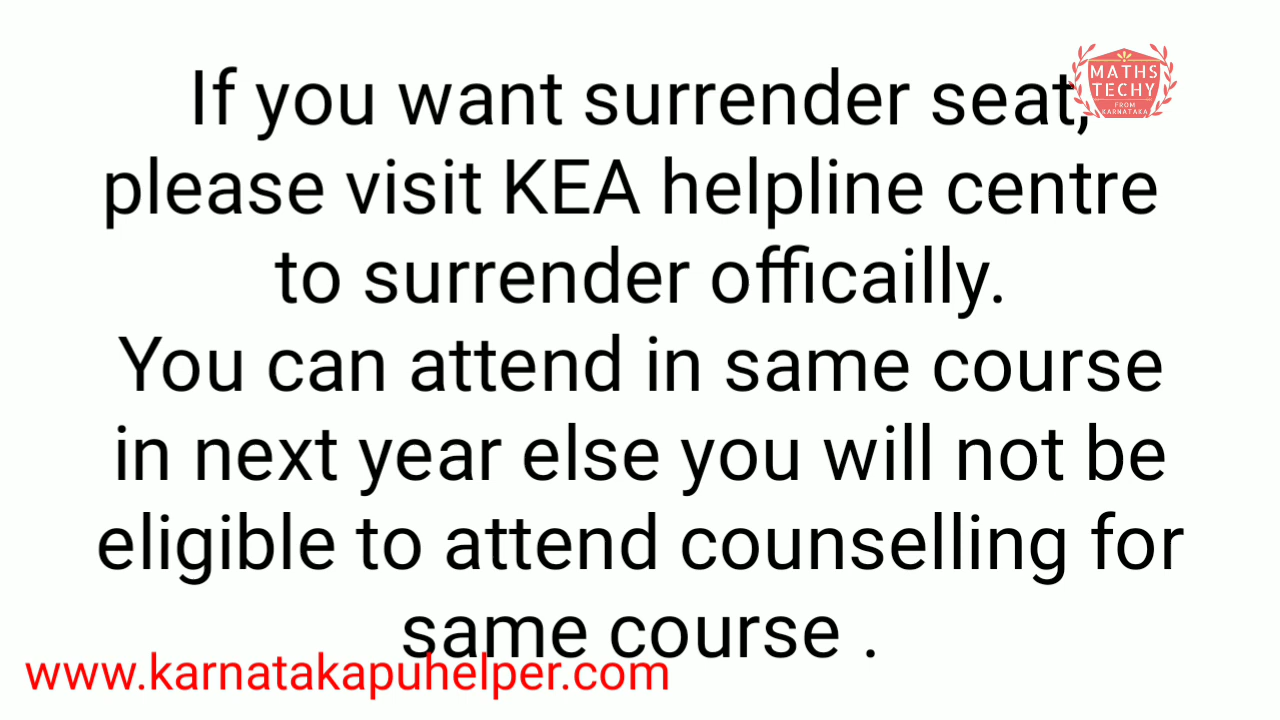 If you want surrender seat,
please visit KEA helpline centre
to surrender officailly.
You can attend in same course
in next year else you will not be
eligible to attend counselling for
same course .
www.karnatakapuhelper.com
MATHS
TECHY
FROM
KARNATAKA